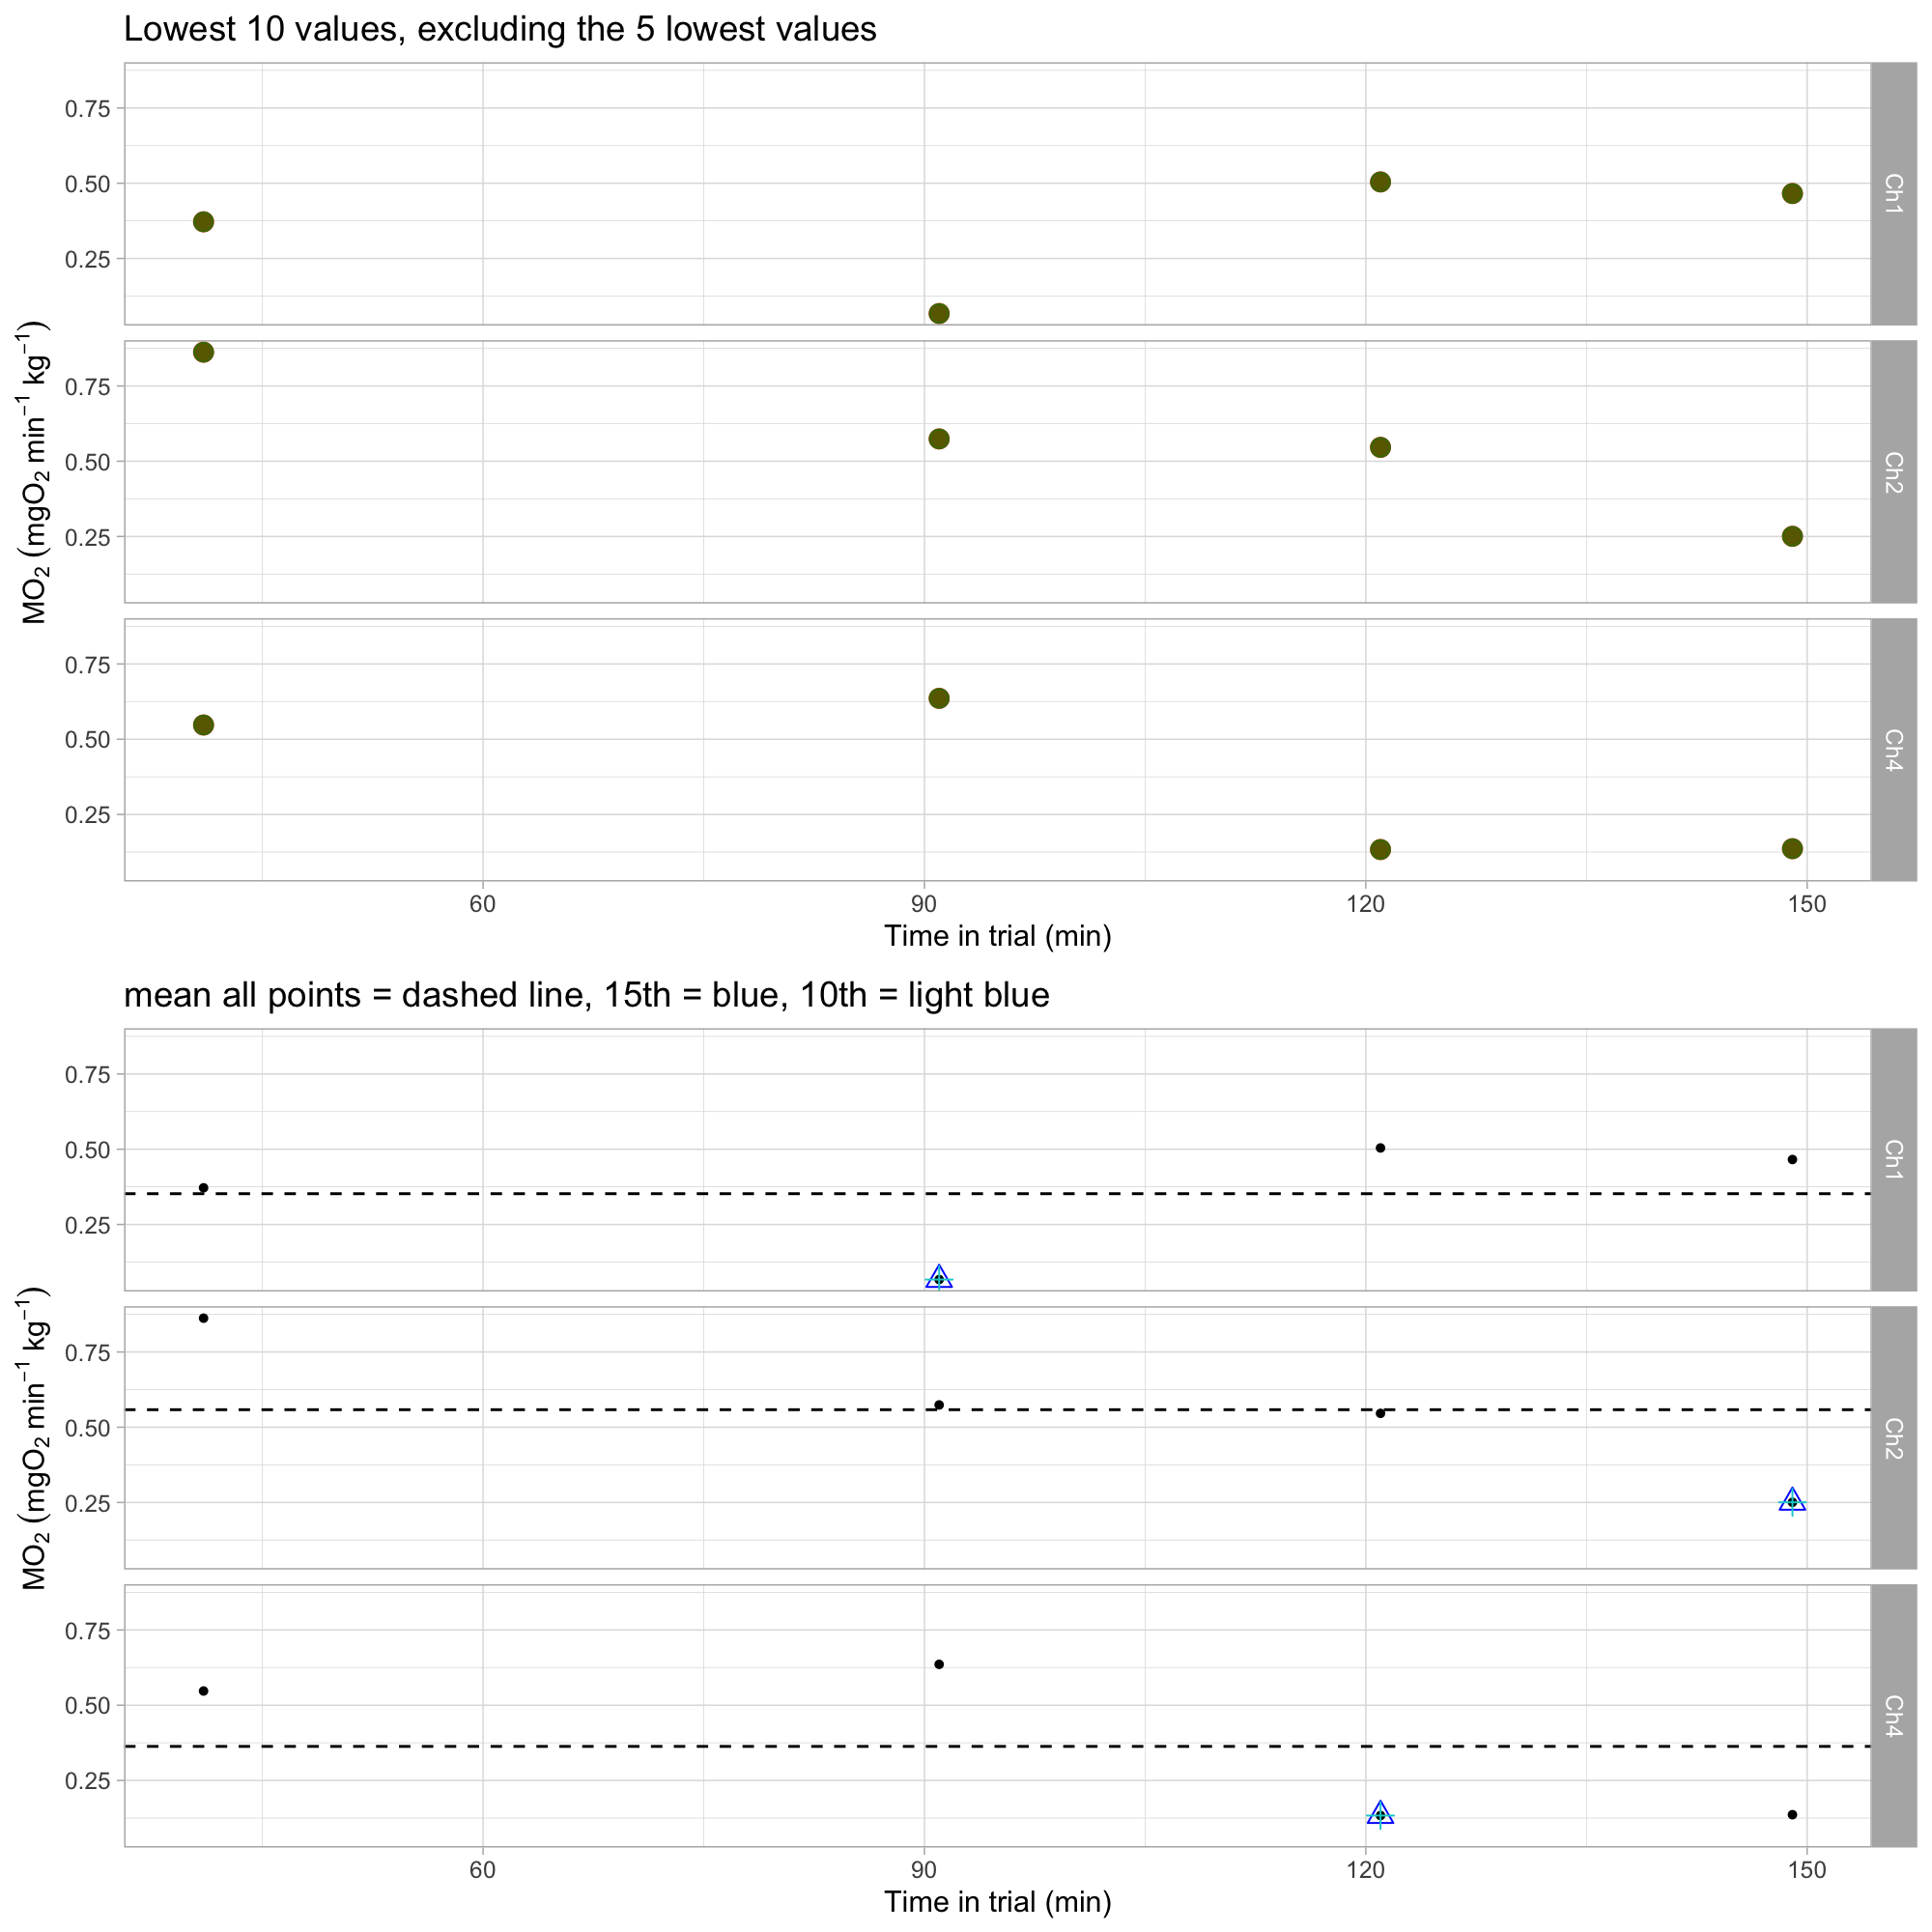 Lowest 10 values, excluding the 5 lowest values
MO₂ (mgO₂ min⁻¹ kg⁻¹)
0.75
0.50
0.25
Ch1
0.75
0.50
0.25
Ch2
0.75
0.50
0.25
Ch4
60 90 120 150
Time in trial (min)
mean all points = dashed line, 15th = blue, 10th = light blue
MO₂ (mgO₂ min⁻¹ kg⁻¹)
0.75
0.50
0.25
Ch1
0.75
0.50
0.25
Ch2
0.75
0.50
0.25
Ch4
60 90 120 150
Time in trial (min)